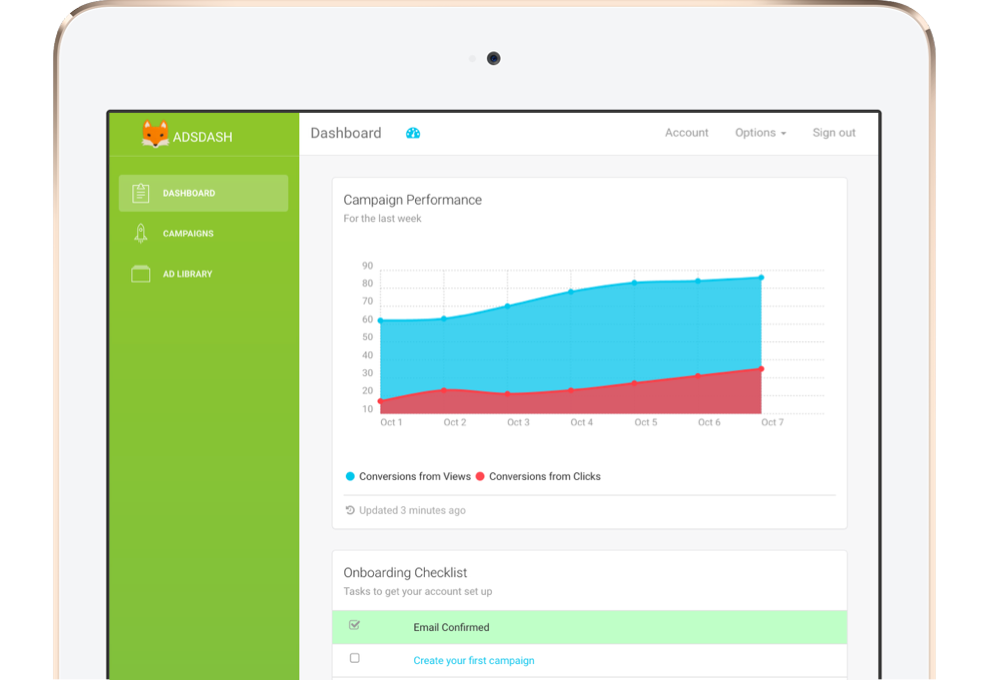 ADSDASH
Dashboard
Account
Options
Sign out
DASHBOARD
CAMPAIGNS
AD LIBRARY
Campaign Performance
For the last week
90
80
70
60
50
40
30
20
10
Oct 1 Oct 2 Oct 3 Oct 4 Oct 5 Oct 6 Oct 7
Conversions from Views Conversions from Clicks
Updated 3 minutes ago
Onboarding Checklist
Tasks to get your account set up
Email Confirmed
Create your first campaign